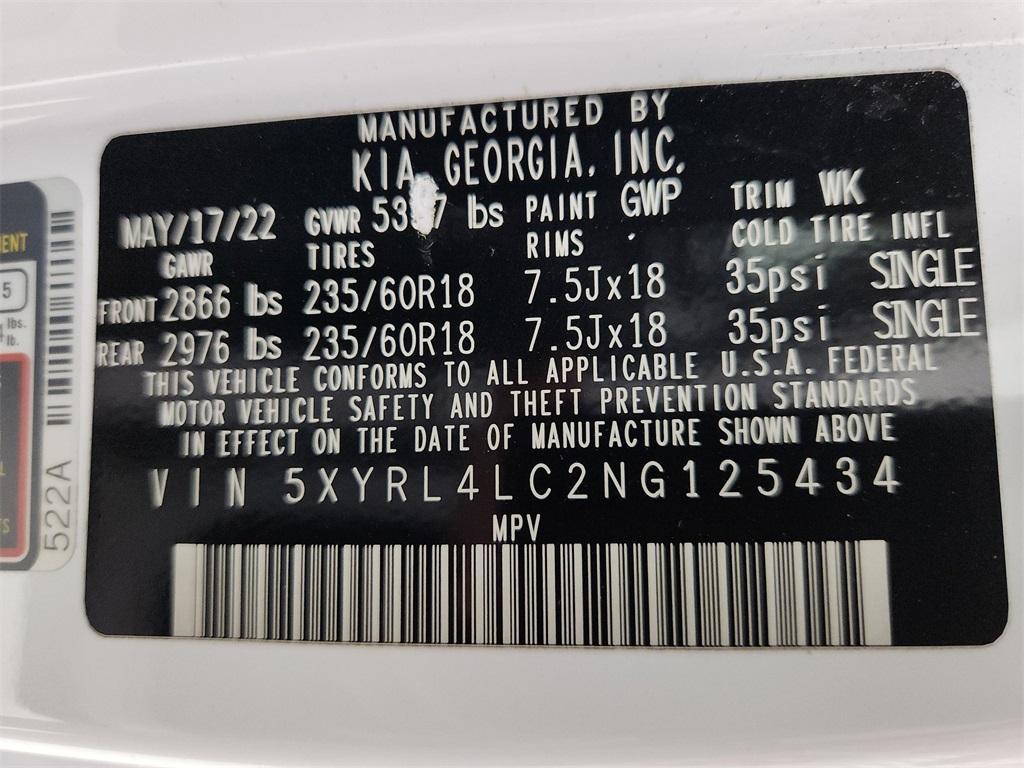 MANUFACTURED BY
KIA GEORGIA, INC.
MAY/17/22 GVWR lbs PAINT GWP TRIM WK
GAWR TIRES RIMS COLD TIRE INFL
FRONT 2866 lbs 235/60R18 7.5Jx18 35psi SINGLE
REAR 2976 lbs 235/60R18 7.5Jx18 35psi SINGLE
THIS VEHICLE CONFORMS TO ALL APPLICABLE U.S.A. FEDERAL
MOTOR VEHICLE SAFETY AND THEFT PREVENTION STANDARDS
IN EFFECT ON THE DATE OF MANUFACTURE SHOWN ABOVE
VIN 5XYRL4LC2NG125434
MPV
5
lbs.
lb.
522A